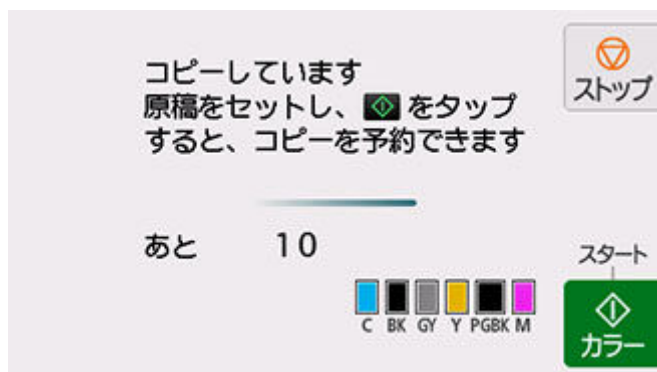 コピーしています
原稿をセットし、 をタップ
すると、コピーを予約できます
ストップ
あと 10
スタート
C BK GY Y PGBK M
カラー